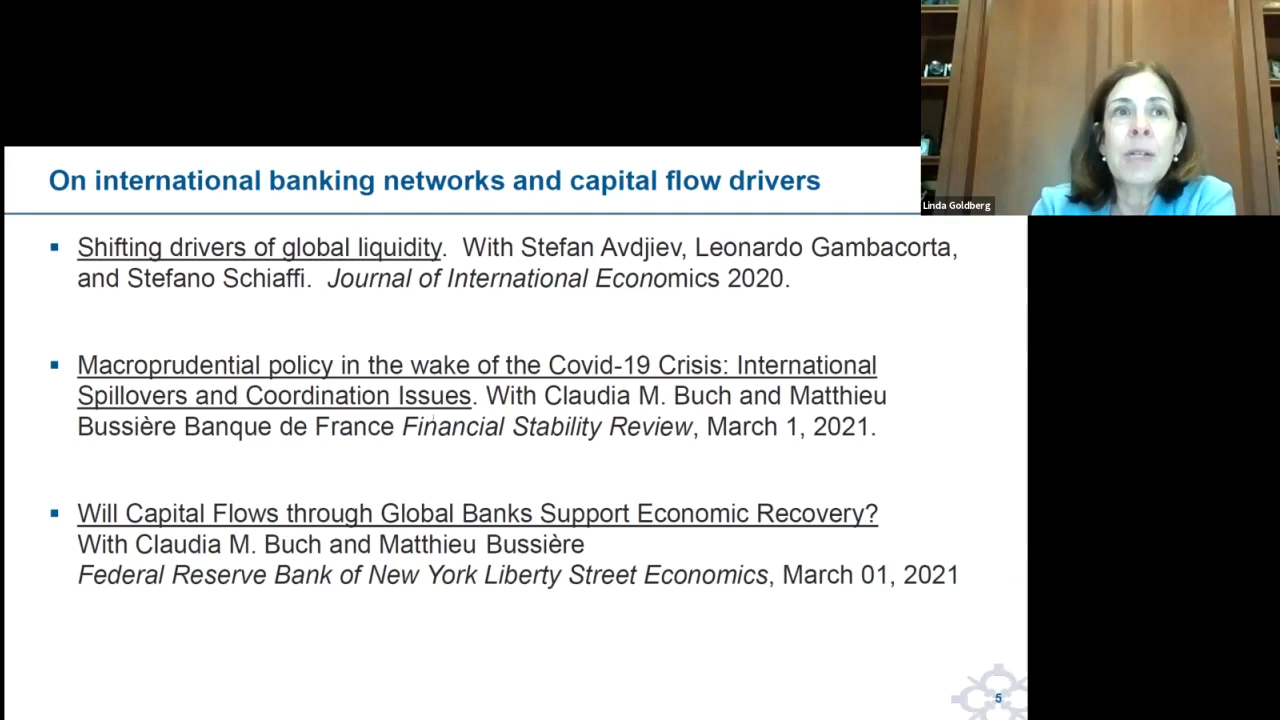 Linda Goldberg
On international banking networks and capital flow drivers
▪ Shifting drivers of global liquidity. With Stefan Avdjiev, Leonardo Gambacorta,
and Stefano Schiaffi. Journal of International Economics 2020.
▪ Macroprudential policy in the wake of the Covid-19 Crisis: International
Spillovers and Coordination Issues. With Claudia M. Buch and Matthieu
Bussière Banque de France Financial Stability Review, March 1, 2021.
▪ Will Capital Flows through Global Banks Support Economic Recovery?
With Claudia M. Buch and Matthieu Bussière
Federal Reserve Bank of New York Liberty Street Economics, March 01, 2021
5